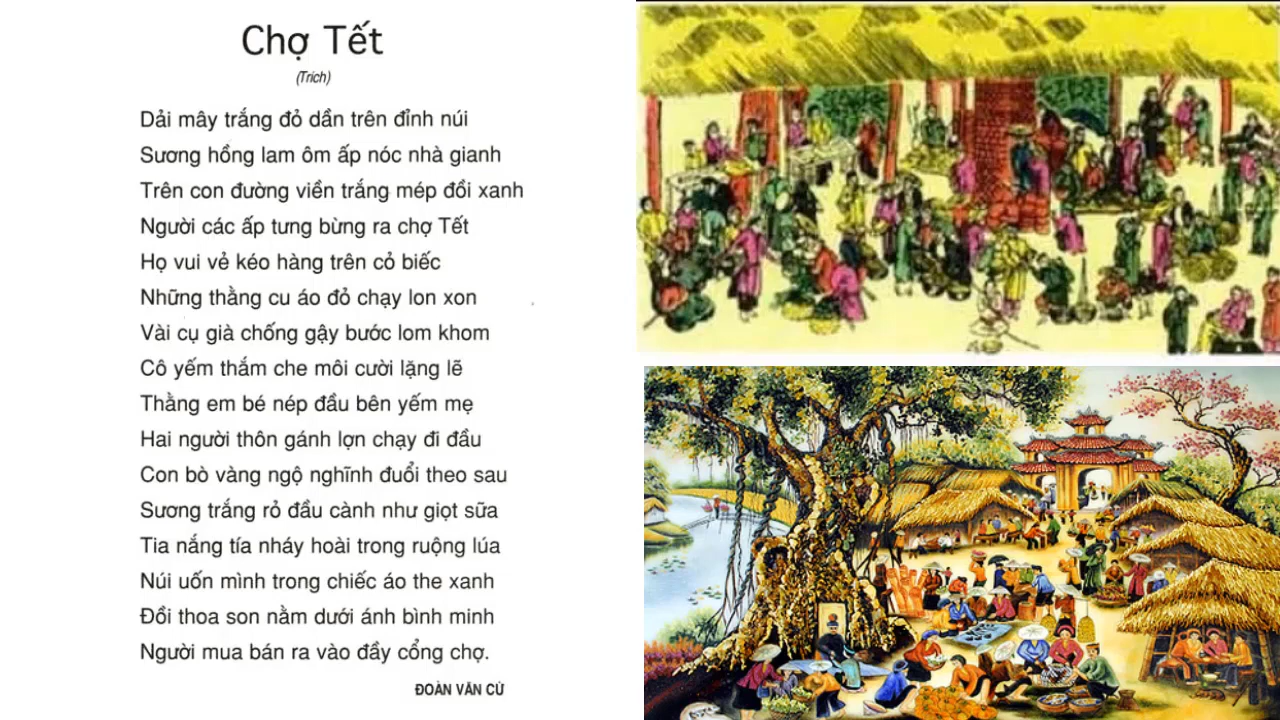 Chợ Tết
(Trích)
Dải mây trắng đỏ dần trên đỉnh núi
Sương hồng lam ôm ấp nóc nhà gianh
Trên con đường viền trắng mép đồi xanh
Người các ấp tưng bừng ra chợ Tết
Họ vui vẻ kéo hàng trên cỏ biếc
Những thằng cu áo đỏ chạy lon xon
Vài cụ già chống gậy bước lom khom
Cô yếm thắm che môi cười lặng lẽ
Thằng em bé nép đầu bên yếm mẹ
Hai người thôn gánh lợn chạy đi đầu
Con bò vàng ngộ nghĩnh đuổi theo sau
Sương trắng rỏ đầu cành như giọt sữa
Tia nắng tía nháy hoài trong ruộng lúa
Núi uốn mình trong chiếc áo the xanh
Đồi thoa son nằm dưới ánh bình minh
Người mua bán ra vào đầy cổng chợ.
ĐOÀN VĂN CỪ